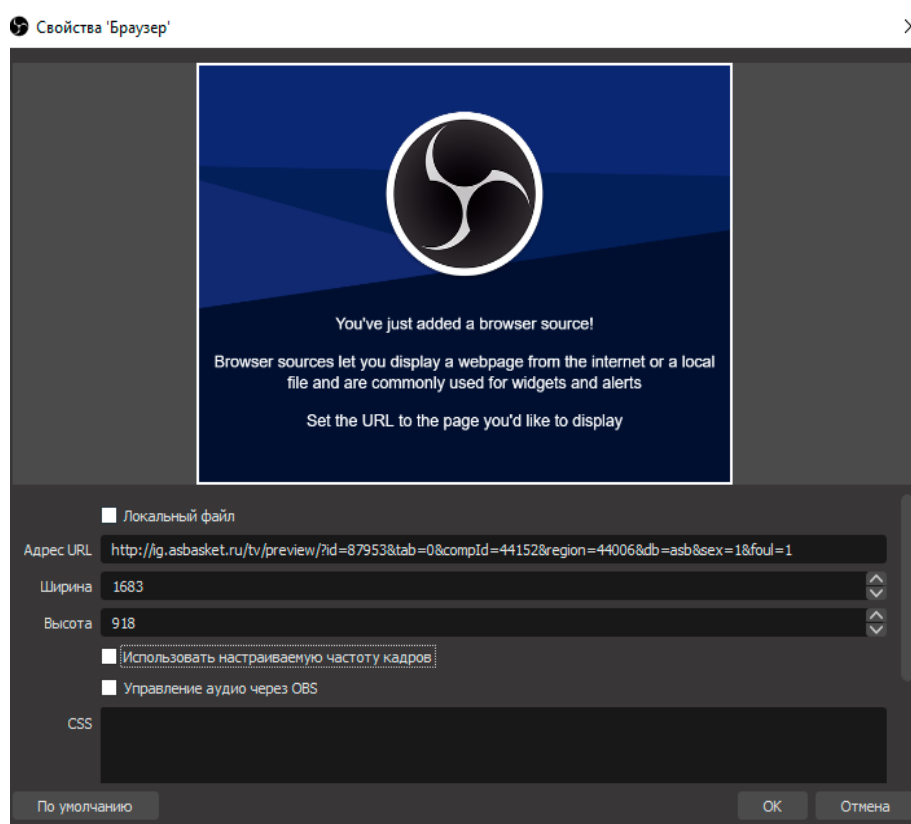 Свойства 'Браузер'
You've just added a browser source!
Browser sources let you display a webpage from the internet or a local
file and are commonly used for widgets and alerts
Set the URL to the page you'd like to display
Локальный файл
Адрес URL http://ig.asbasket.ru/tv/preview/?id=87953&tab=0&compId=44152&region=44006&db=asb&sex=1&foul=1
Ширина 1683
Высота 918
Использовать настраиваемую частоту кадров
Управление аудио через OBS
CSS
По умолчанию OK Отмена